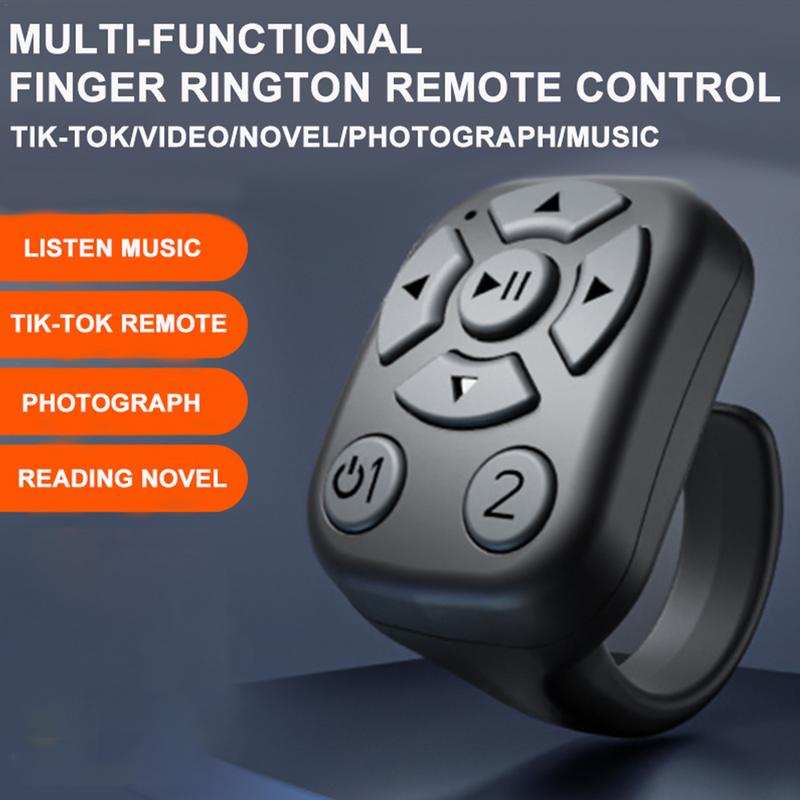 MULTI-FUNCTIONAL
FINGER RINGTON REMOTE CONTROL
TIK-TOK/VIDEO/NOVEL/PHOTOGRAPH/MUSIC
LISTEN MUSIC
TIK-TOK REMOTE
PHOTOGRAPH
READING NOVEL
1
2